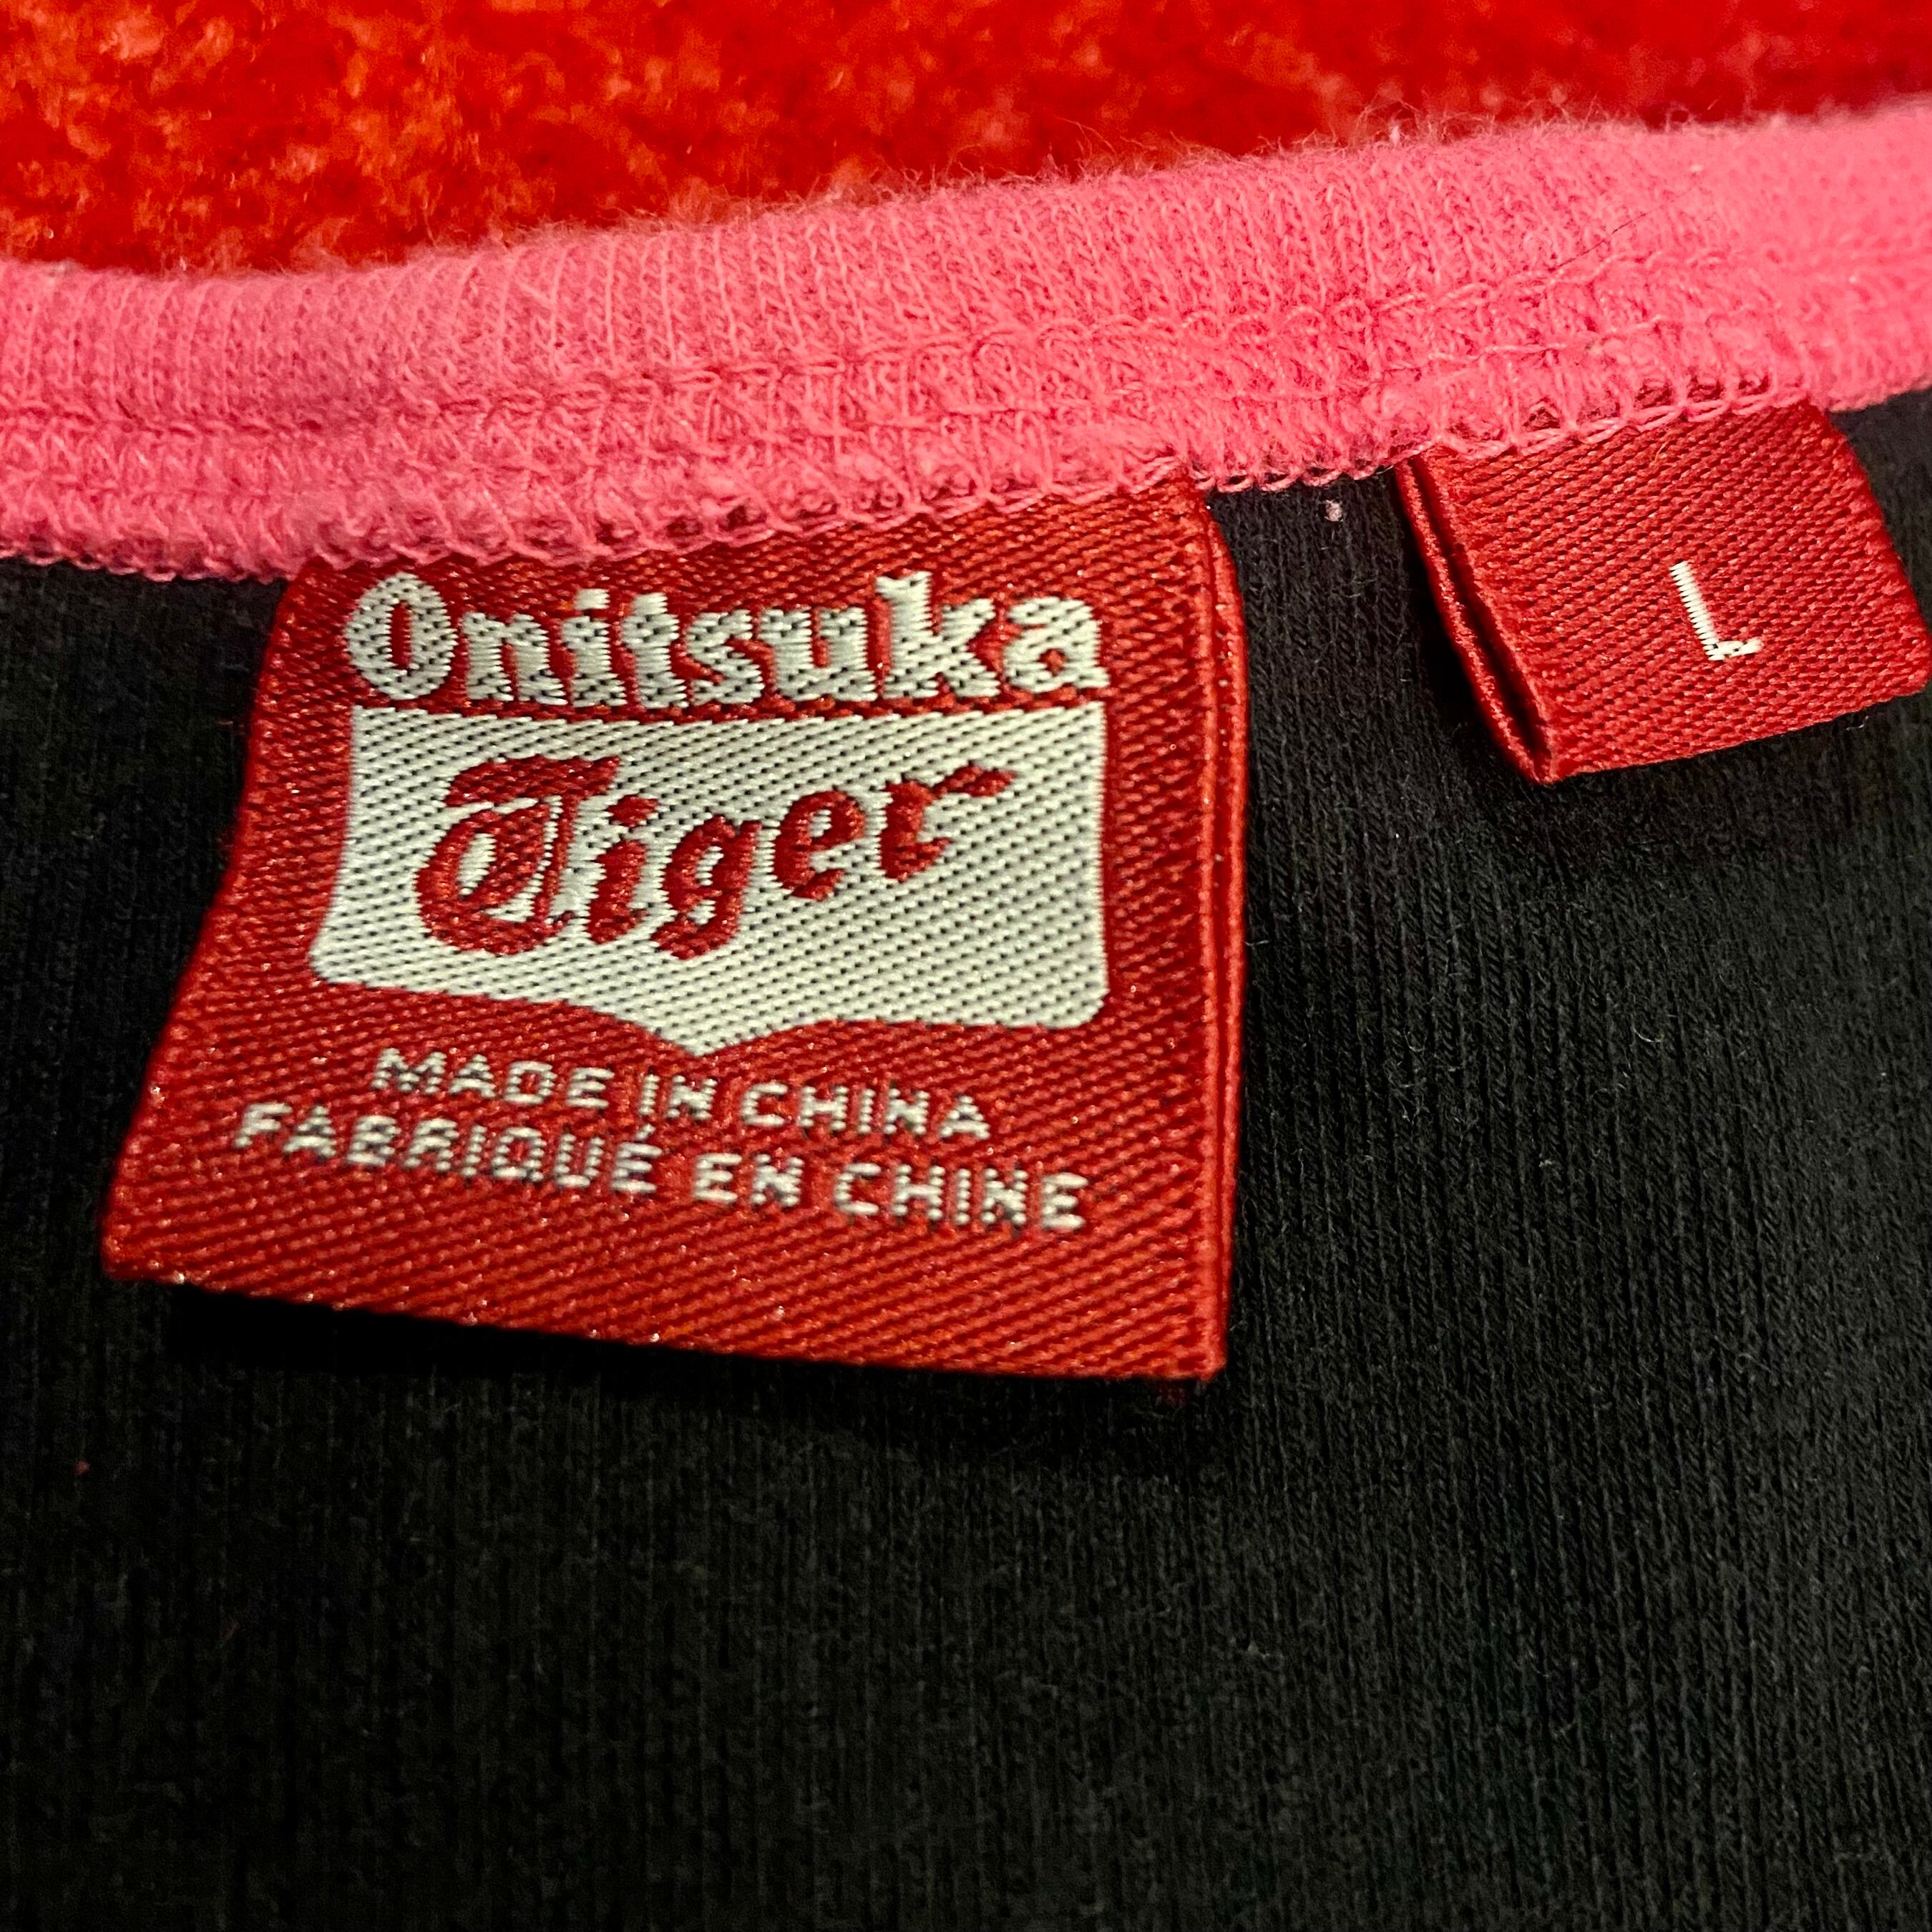 Onitsuka
Tiger
MADE IN CHINA
FABRIQUÉ EN CHINE
L